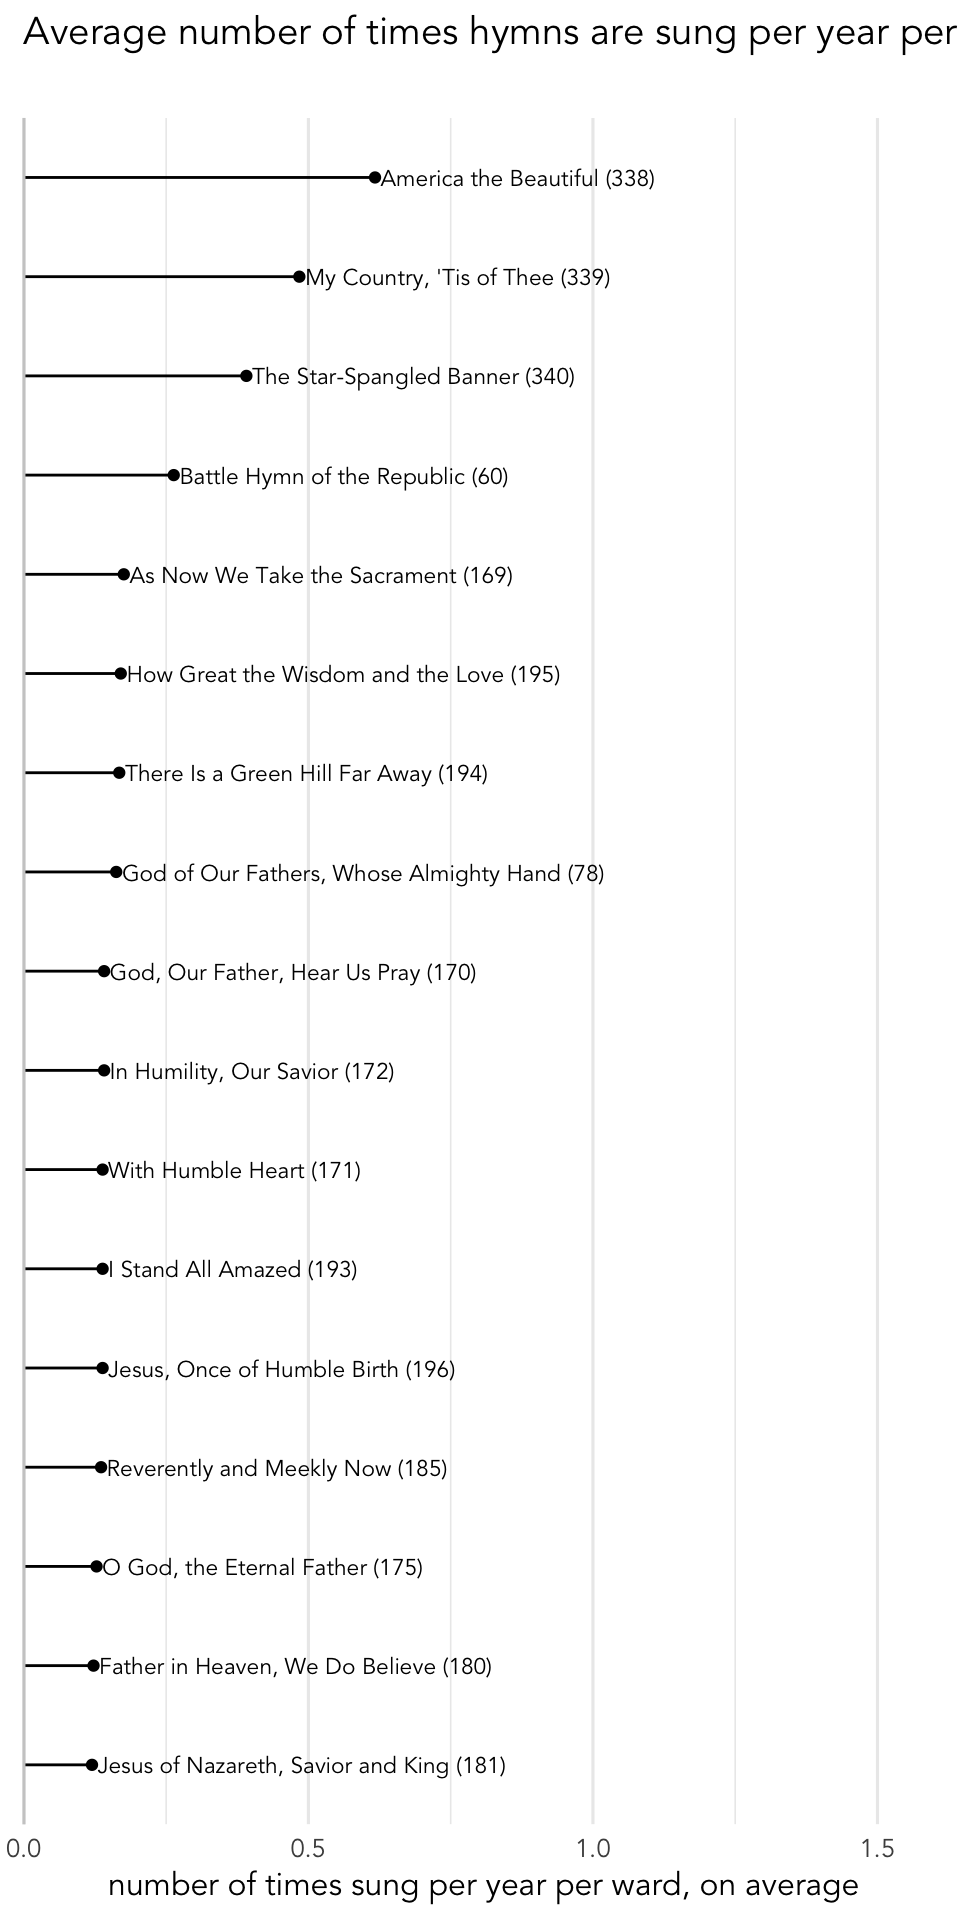 Average number of times hymns are sung per year per
America the Beautiful (338)
My Country, 'Tis of Thee (339)
The Star-Spangled Banner (340)
Battle Hymn of the Republic (60)
As Now We Take the Sacrament (169)
How Great the Wisdom and the Love (195)
There Is a Green Hill Far Away (194)
God of Our Fathers, Whose Almighty Hand (78)
God, Our Father, Hear Us Pray (170)
In Humility, Our Savior (172)
With Humble Heart (171)
I Stand All Amazed (193)
Jesus, Once of Humble Birth (196)
Reverently and Meekly Now (185)
O God, the Eternal Father (175)
Father in Heaven, We Do Believe (180)
Jesus of Nazareth, Savior and King (181)
0.0 0.5 1.0 1.5
number of times sung per year per ward, on average